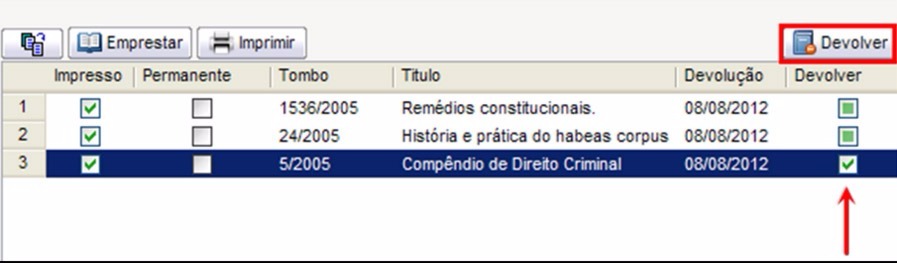 Emprestar Imprimir Devolver
Impresso Permanente Tombo Título Devolução Devolver
1 1536/2005 Remédios constitucionais. 08/08/2012
2 24/2005 História e prática do habeas corpus 08/08/2012
3 5/2005 Compêndio de Direito Criminal 08/08/2012